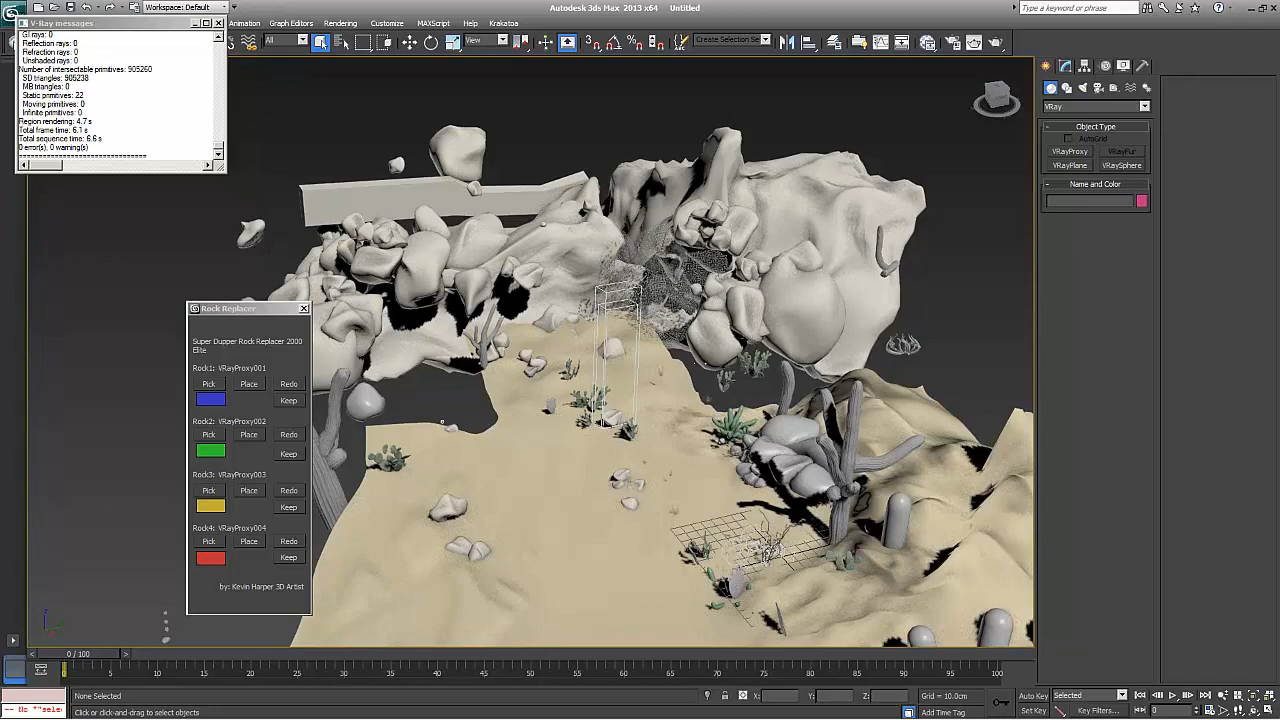 Workspace: Default
Autodesk 3ds Max 2013 x64 Untitled
Type a keyword or phrase
V-Ray messages
Animation Graph Editors Rendering Customize MAXScript Help Krakatoa
GI rays: 0
Reflection rays: 0
Refraction rays: 0
Unshaded rays: 0
Number of intersectable primitives: 905260
SD triangles: 905238
MB triangles: 0
Static primitives: 22
Moving primitives: 0
Infinite primitives: 0
Region rendering: 4.7 s
Total frame time: 6.1 s
Total sequence time: 6.6 s
0 error(s), 0 warning(s)
==============================
All
View
Create Selection Se
VRay
- Object Type
AutoGrid
VRayProxy VRayFur
VRayPlane VRaySphere
- Name and Color
Rock Replacer
Super Dupper Rock Replacer 2000
Elite
Rock1: VRayProxy001
Pick Place Redo
Keep
Rock2: VRayProxy002
Pick Place Redo
Keep
Rock3: VRayProxy003
Pick Place Redo
Keep
Rock4: VRayProxy004
Pick Place Redo
Keep
by: Kevin Harper 3D Artist
< 0 / 100 >
0 5 10 15 20 25 30 35 40 45 50 55 60 65 70 75 80 85 90 95 100
None Selected
X: Y: Z:
Grid = 10.0cm
Auto Key Selected
-- No ""sele
Click or click-and-drag to select objects
Add Time Tag
Set Key Key Filters...
0